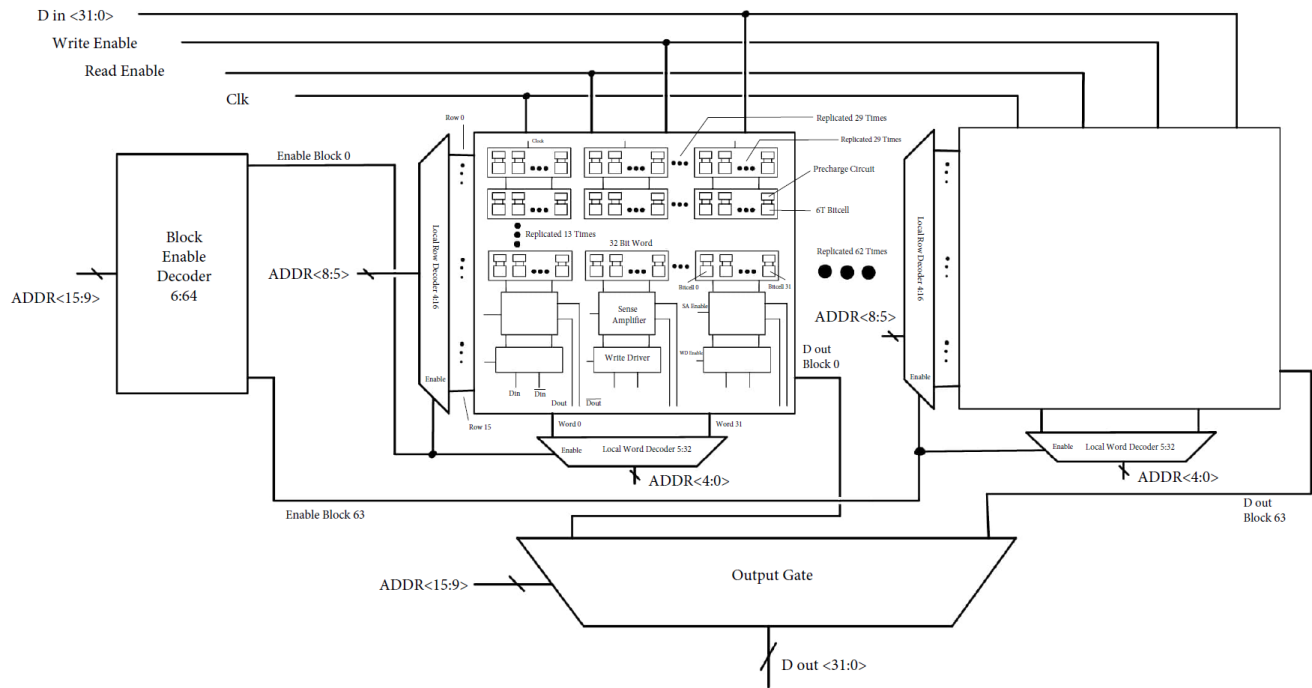 D in <31:0>
Write Enable
Read Enable
Clk
Row 0
Replicated 29 Times
Clock
Replicated 29 Times
Enable Block 0
Precharge Circuit
6T Bitcell
Block
Enable
Decoder
6:64
ADDR<15:9>
ADDR<8:5>
Local Row Decoder 4:16
Enable
Replicated 13 Times
32 Bit Word
Bitcell 0
Bitcell 31
Sense
Amplifier
SA Enable
Write Driver
WD Enable
Din
Din
Dout
Dout
D out
Block 0
Replicated 62 Times
ADDR<8:5>
Local Row Decoder 4:16
Enable
Row 15
Word 0
Word 31
Enable
Local Word Decoder 5:32
ADDR<4:0>
Enable
Local Word Decoder 5:32
ADDR<4:0>
Enable Block 63
D out
Block 63
ADDR<15:9>
Output Gate
D out <31:0>